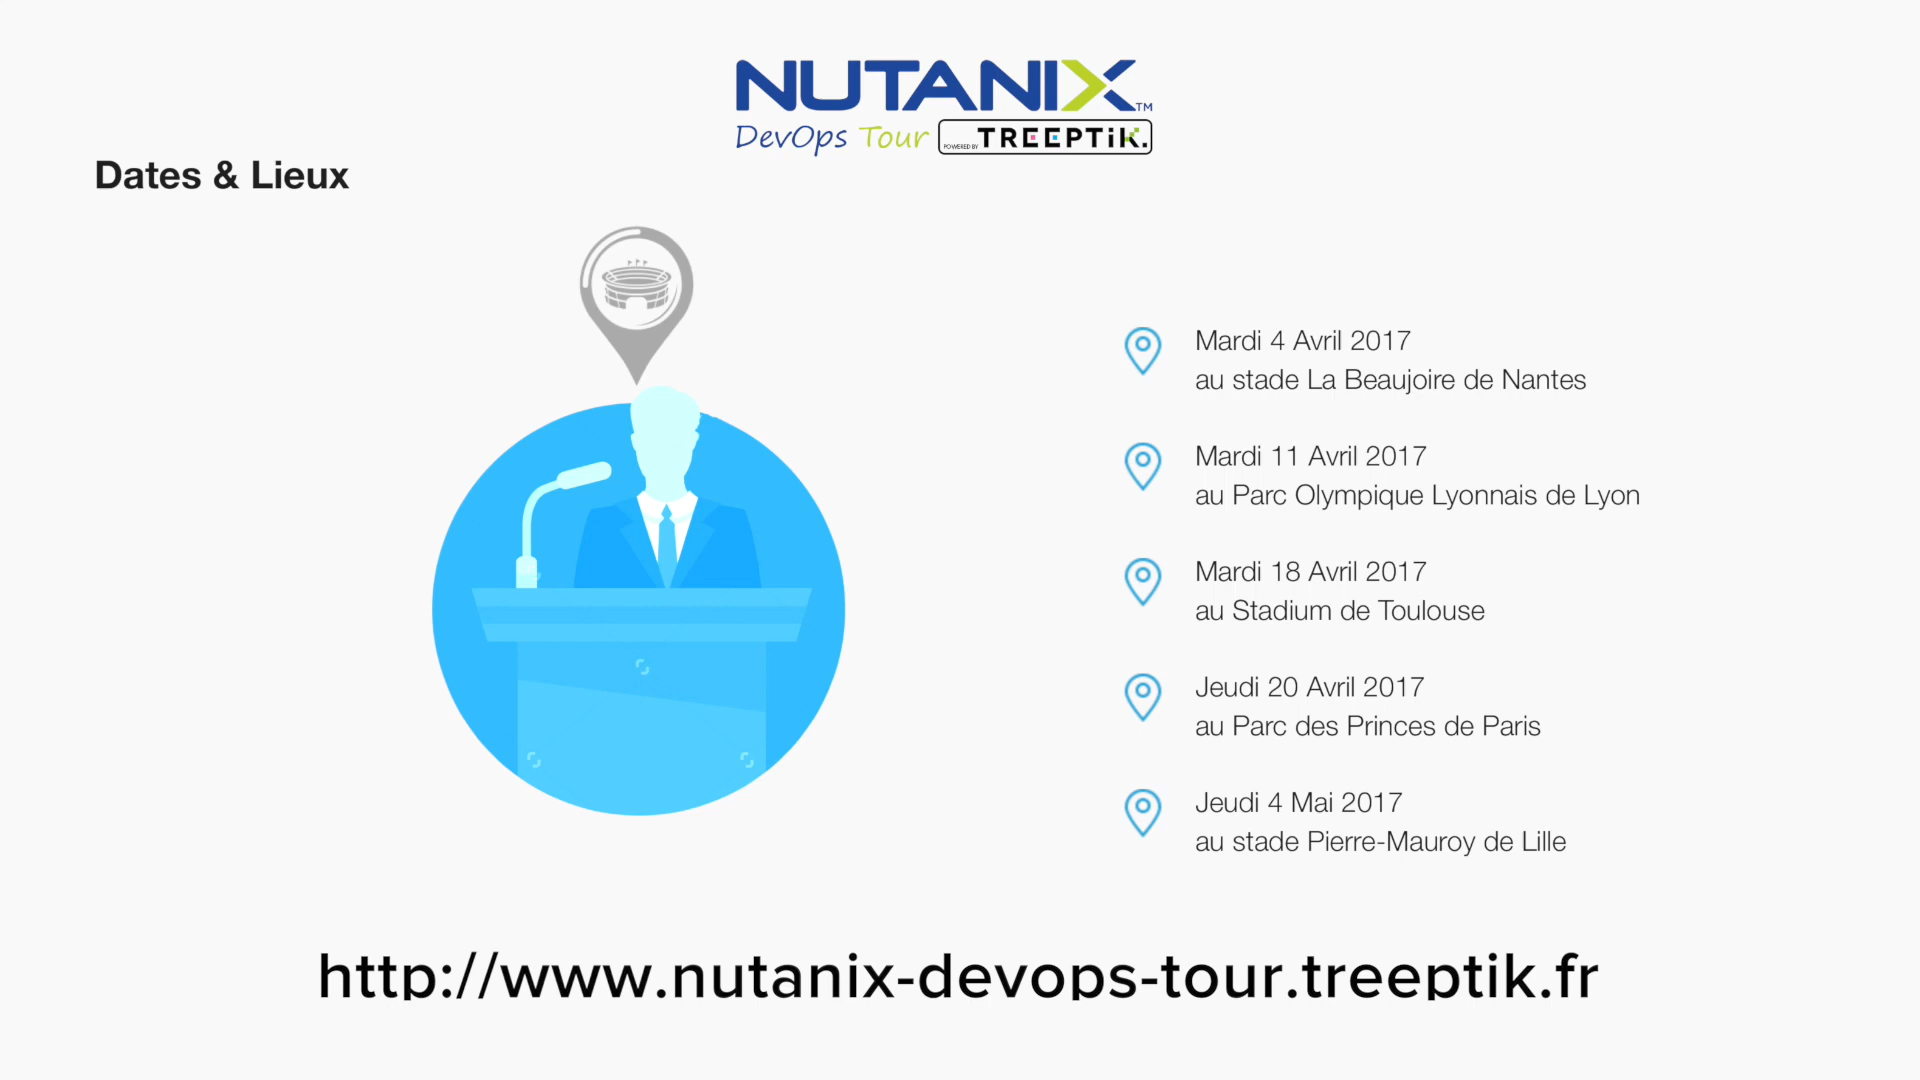 NUTANIX™
DevOps Tour POWERED BY TREEPTiK.
Dates & Lieux
Mardi 4 Avril 2017
au stade La Beaujoire de Nantes
Mardi 11 Avril 2017
au Parc Olympique Lyonnais de Lyon
Mardi 18 Avril 2017
au Stadium de Toulouse
Jeudi 20 Avril 2017
au Parc des Princes de Paris
Jeudi 4 Mai 2017
au stade Pierre-Mauroy de Lille
http://www.nutanix-devops-tour.treeptik.fr